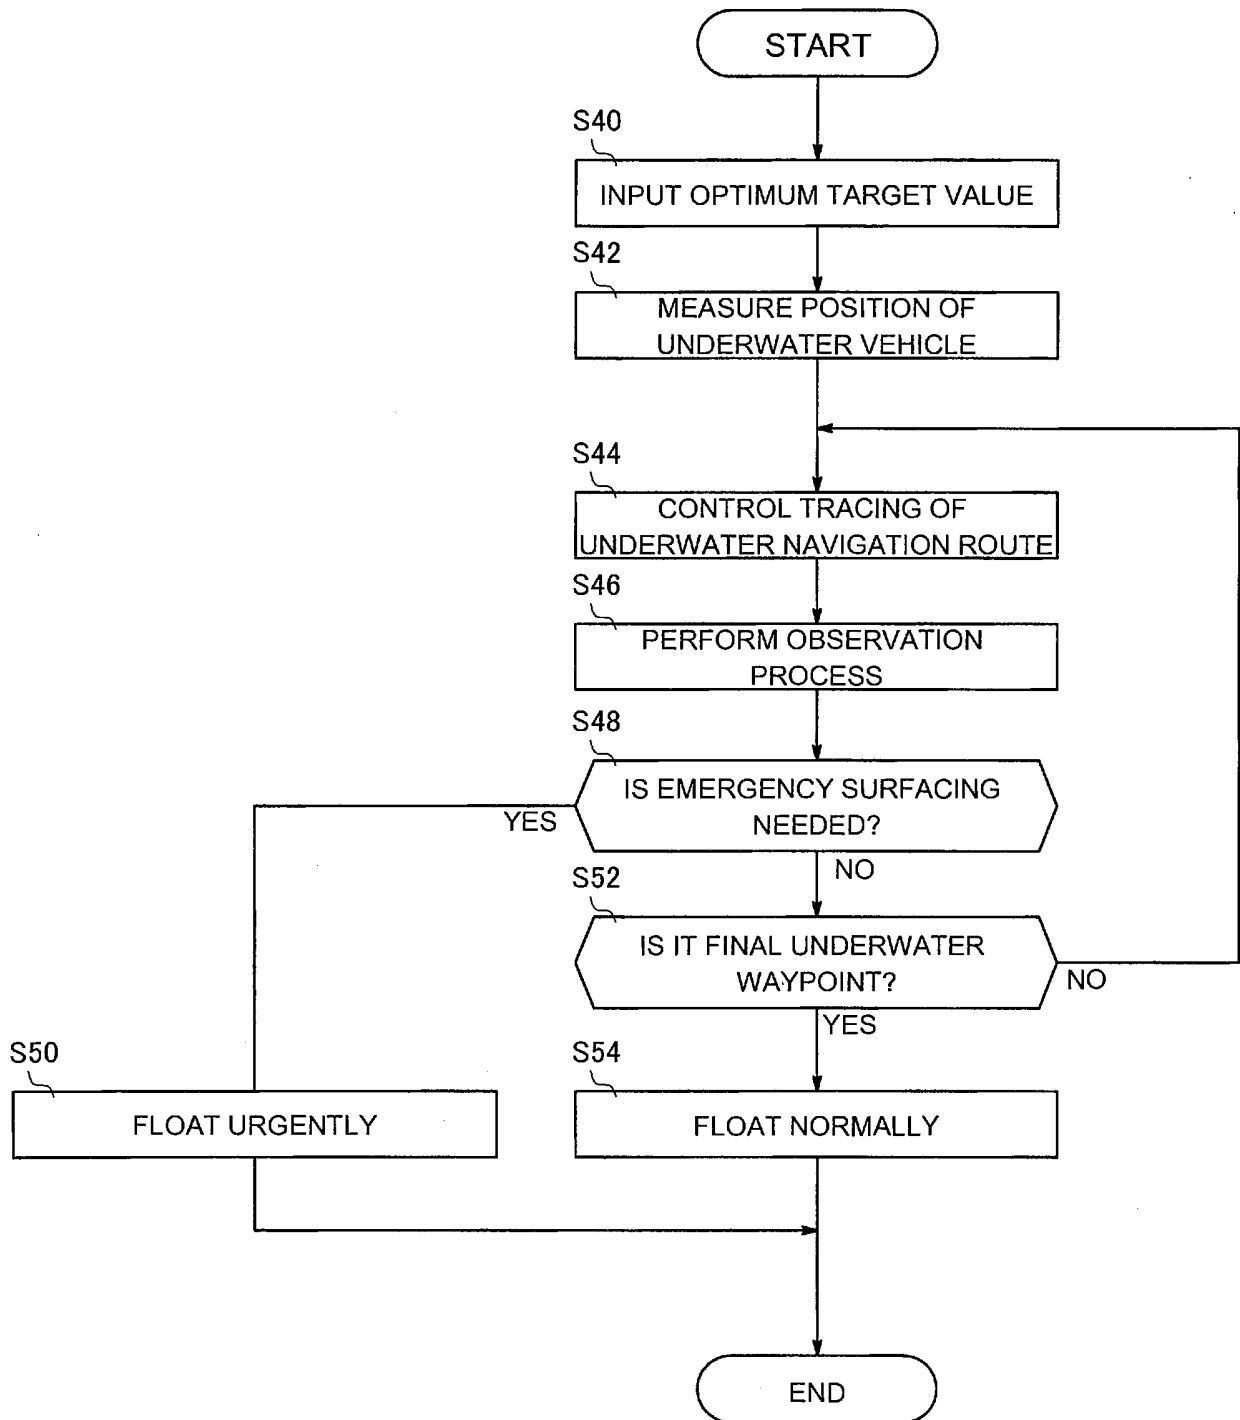 START
S40
INPUT OPTIMUM TARGET VALUE
S42
MEASURE POSITION OF
UNDERWATER VEHICLE
S44
CONTROL TRACING OF
UNDERWATER NAVIGATION ROUTE
S46
PERFORM OBSERVATION
PROCESS
S48
IS EMERGENCY SURFACING
NEEDED?
YES
NO
S52
IS IT FINAL UNDERWATER
WAYPOINT?
NO
YES
S50
FLOAT URGENTLY
S54
FLOAT NORMALLY
END